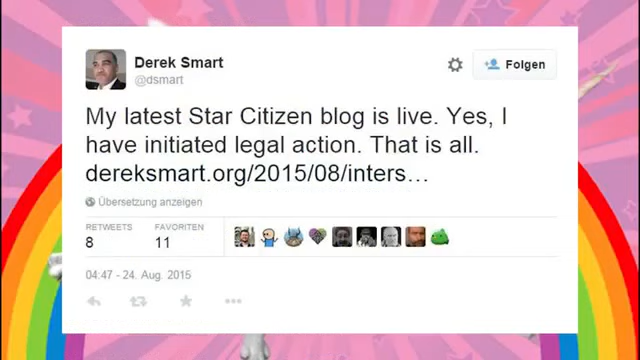 Derek Smart
@dsmart
Folgen
My latest Star Citizen blog is live. Yes, I
have initiated legal action. That is all.
dereksmart.org/2015/08/inters…
Übersetzung anzeigen
RETWEETS FAVORITEN
8 11
04:47 - 24. Aug. 2015